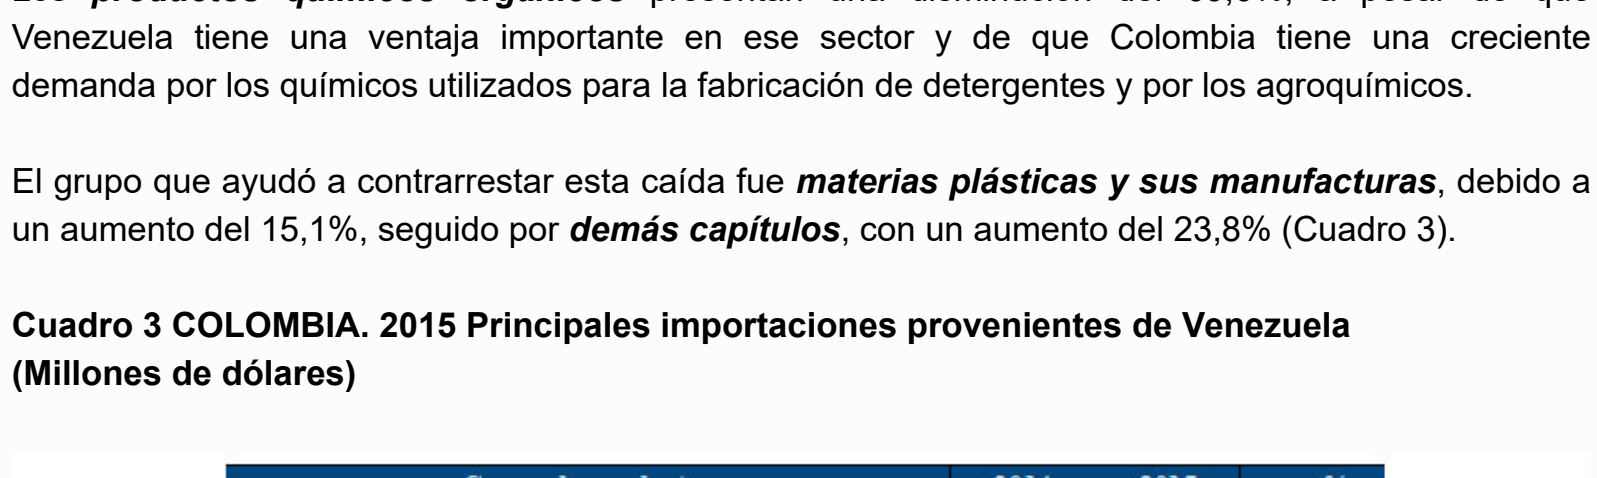 Venezuela tiene una ventaja importante en ese sector y de que Colombia tiene una creciente
demanda por los químicos utilizados para la fabricación de detergentes y por los agroquímicos.
El grupo que ayudó a contrarrestar esta caída fue materias plásticas y sus manufacturas, debido a
un aumento del 15,1%, seguido por demás capítulos, con un aumento del 23,8% (Cuadro 3).
Cuadro 3 COLOMBIA. 2015 Principales importaciones provenientes de Venezuela
(Millones de dólares)